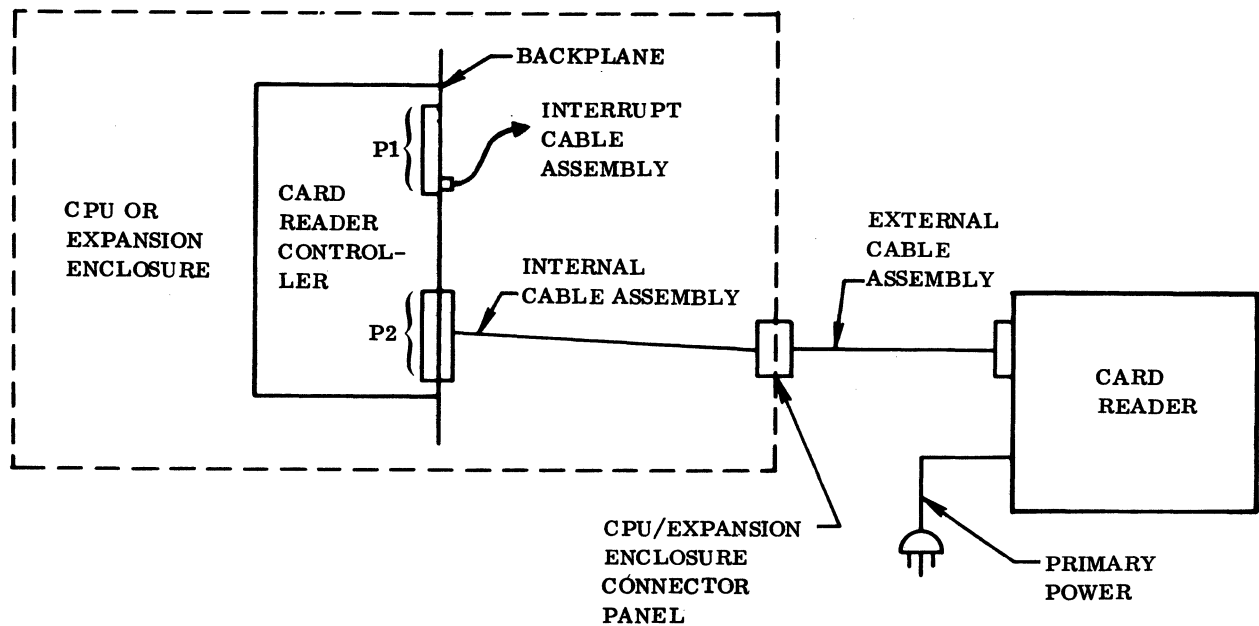 BACKPLANE
INTERRUPT
CABLE
ASSEMBLY
P1
CPU OR
EXPANSION
ENCLOSURE
CARD
READER
CONTROL-
LER
EXTERNAL
CABLE
ASSEMBLY
INTERNAL
CABLE ASSEMBLY
P2
CARD
READER
CPU/EXPANSION
ENCLOSURE
CONNECTOR
PANEL
PRIMARY
POWER